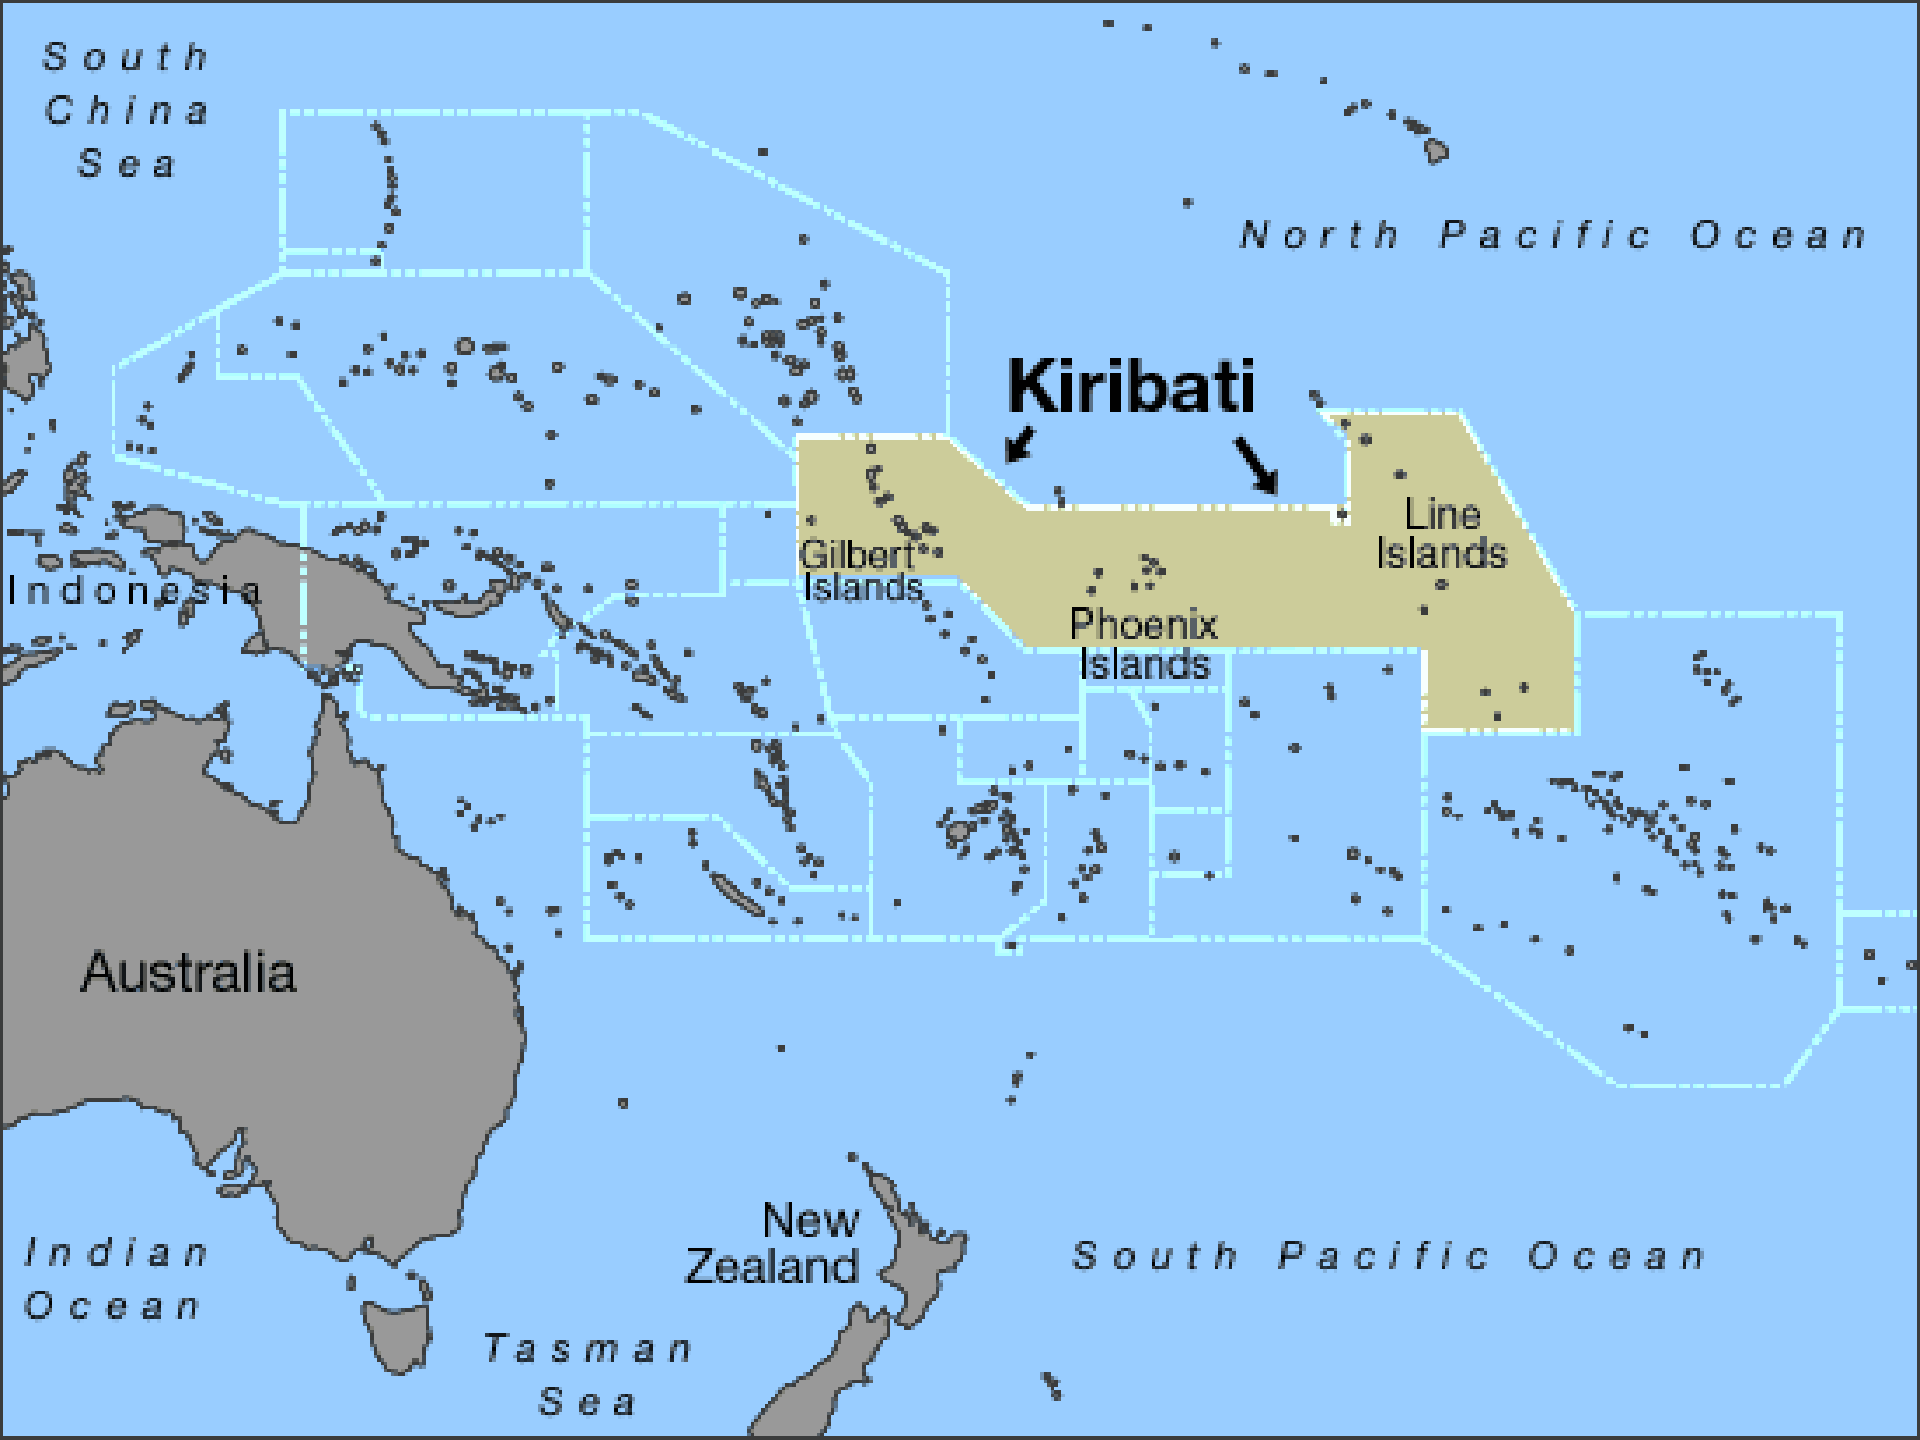 South
China
Sea
North Pacific Ocean
Kiribati
Line
Islands
Gilbert
Islands
Indonesia
Phoenix
Islands
Australia
New
Zealand
South Pacific Ocean
Indian
Ocean
Tasman
Sea